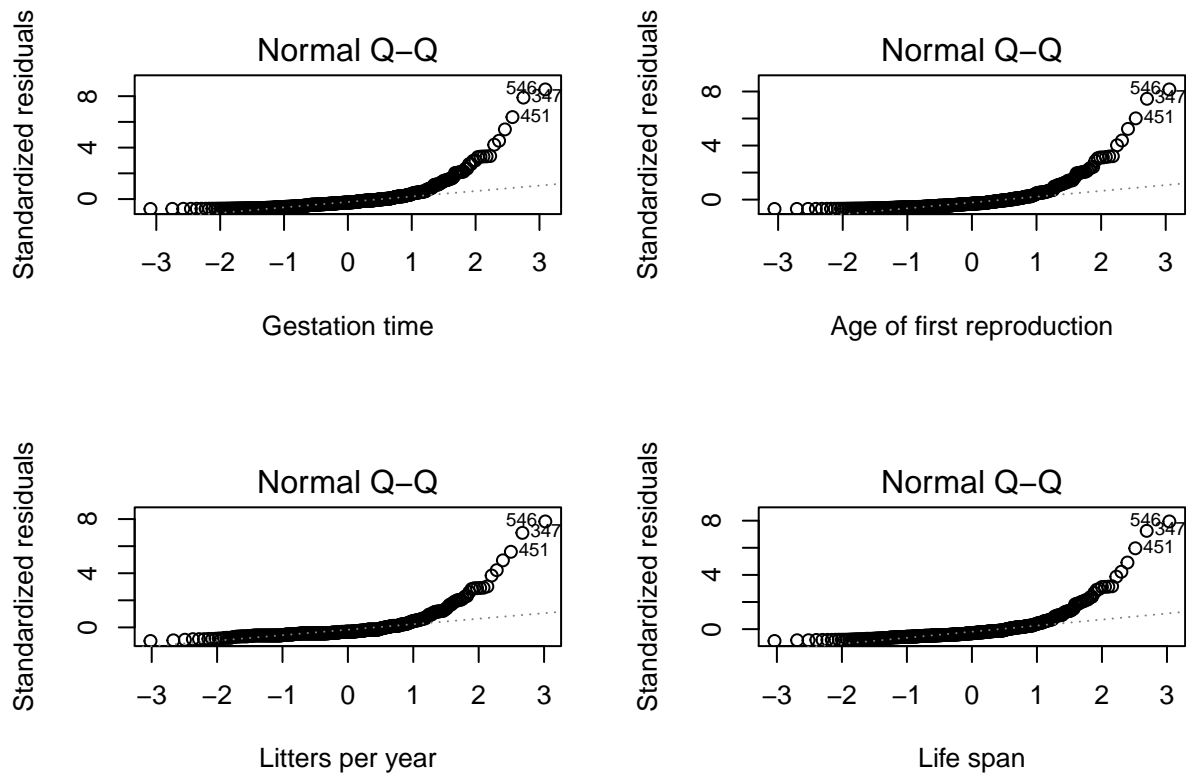 Normal Q−Q
Standardized residuals
8
4
0
546
347
451
−3 −2 −1 0 1 2 3
Gestation time
Normal Q−Q
Standardized residuals
8
4
0
546
347
451
−3 −2 −1 0 1 2 3
Age of first reproduction
Normal Q−Q
Standardized residuals
8
4
0
546
347
451
−3 −2 −1 0 1 2 3
Litters per year
Normal Q−Q
Standardized residuals
8
4
0
546
347
451
−3 −2 −1 0 1 2 3
Life span